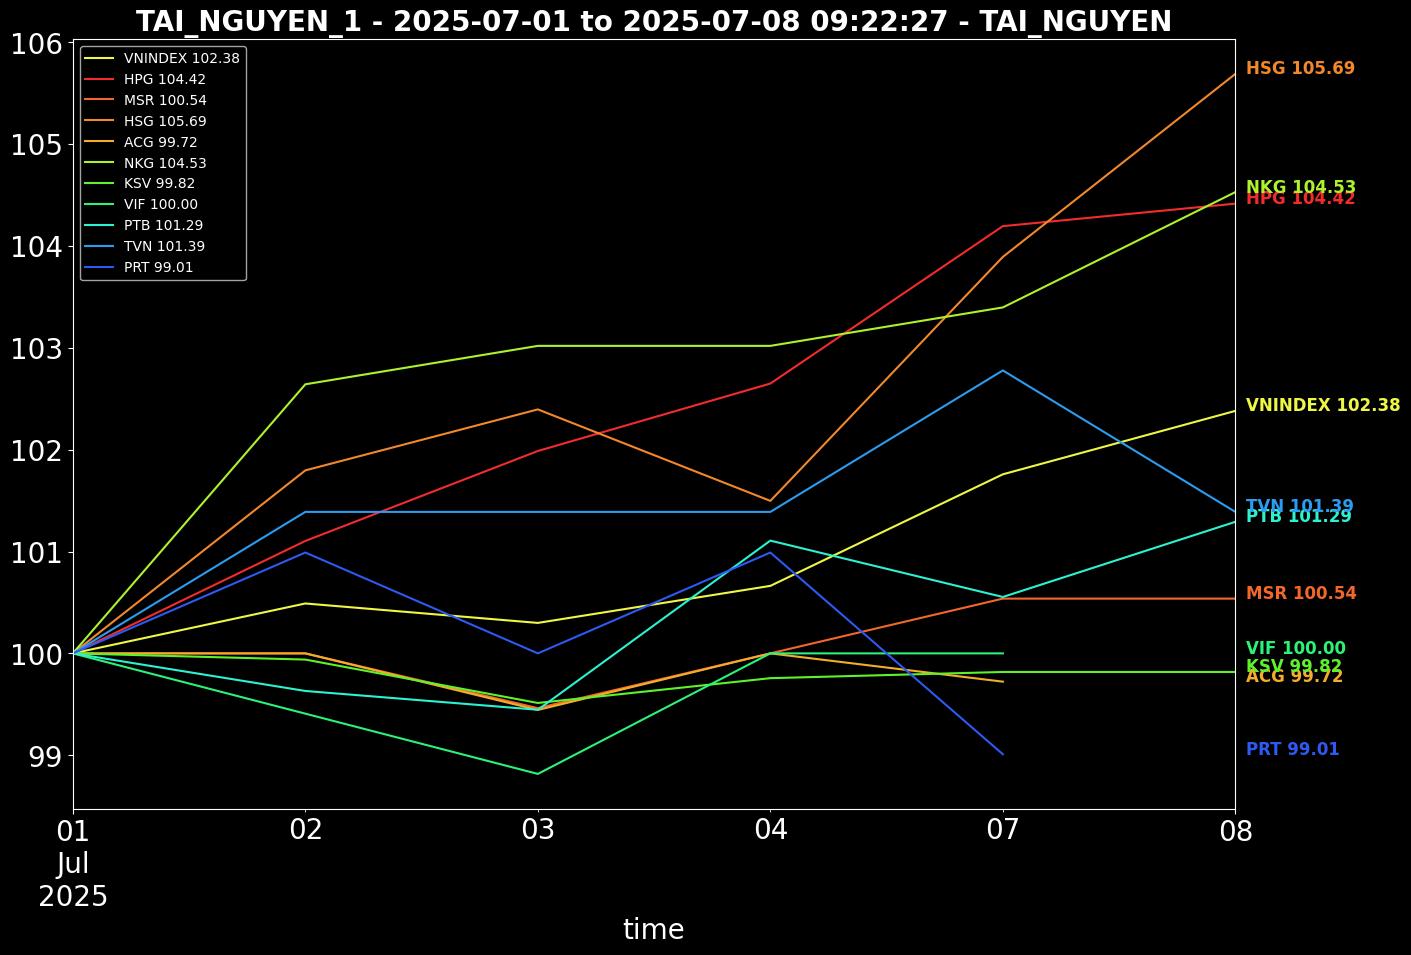 TAI_NGUYEN_1 - 2025-07-01 to 2025-07-08 09:22:27 - TAI_NGUYEN
106
105
104
103
102
101
100
99
VNINDEX 102.38
HPG 104.42
MSR 100.54
HSG 105.69
ACG 99.72
NKG 104.53
KSV 99.82
VIF 100.00
PTB 101.29
TVN 101.39
PRT 99.01
HSG 105.69
NKG 104.53
HPG 104.42
VNINDEX 102.38
TVN 101.39
PTB 101.29
MSR 100.54
VIF 100.00
KSV 99.82
ACG 99.72
PRT 99.01
01 02 03 04 07 08
Jul
2025
time